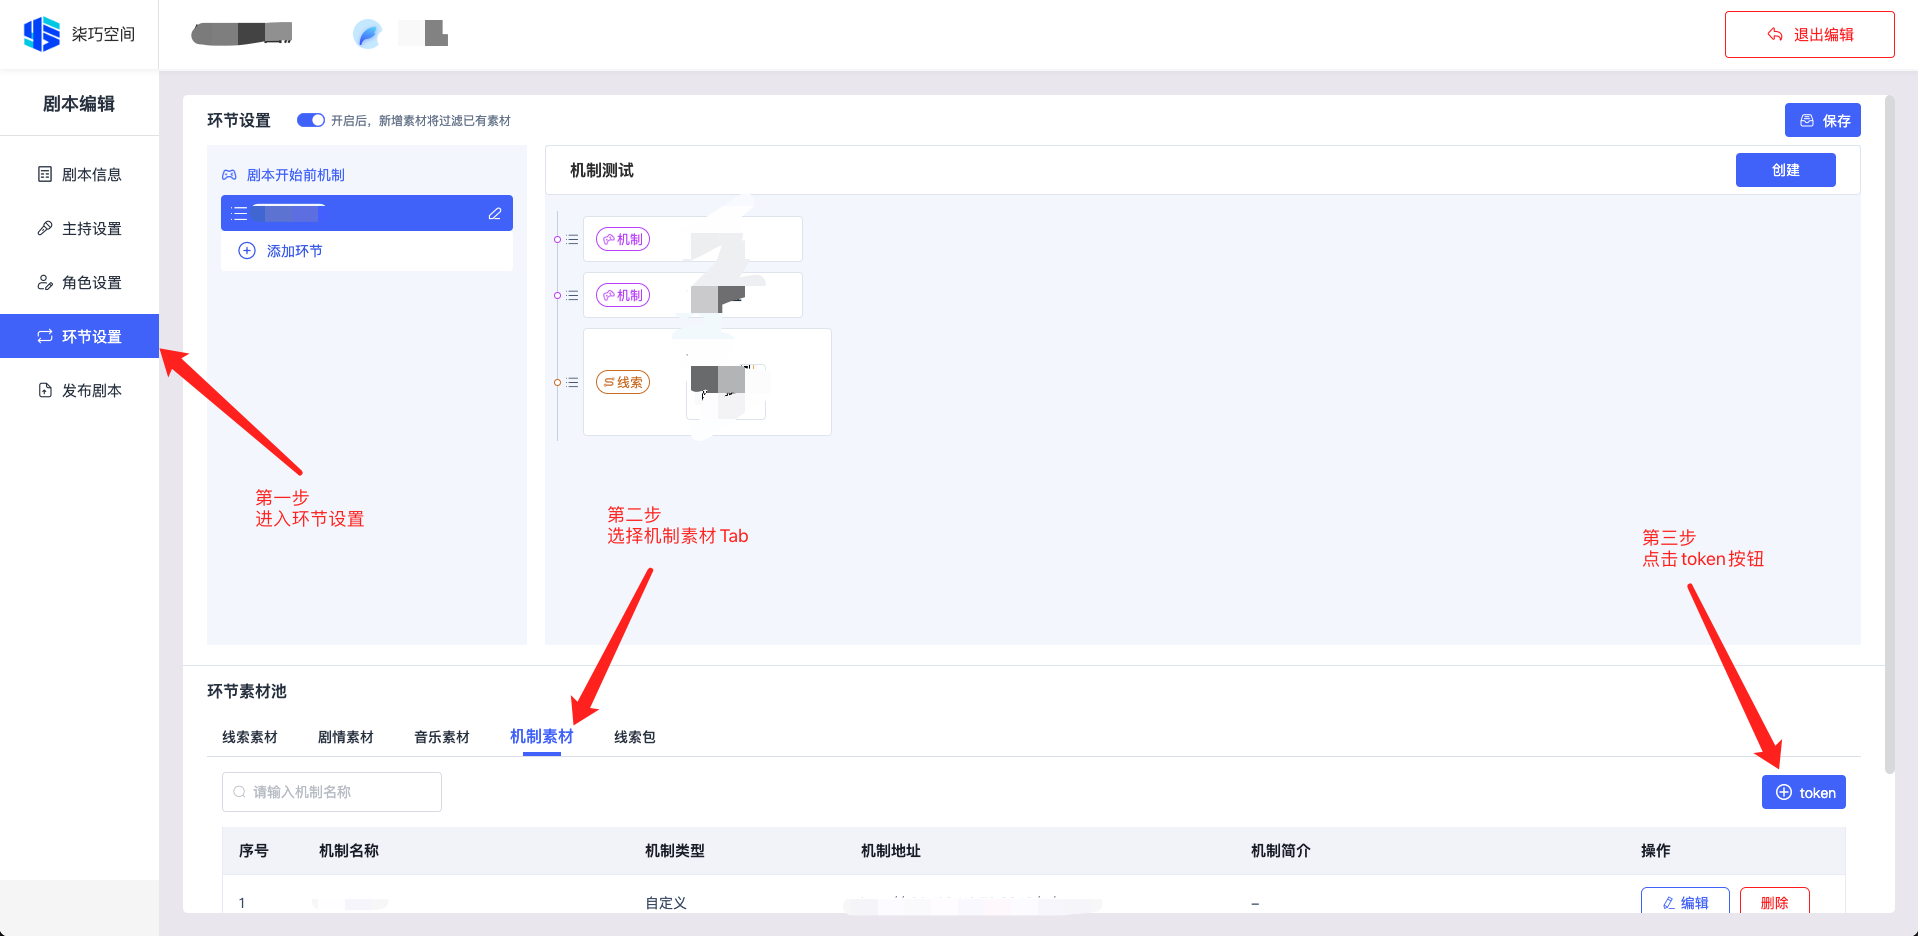 柒巧空间
退出编辑
剧本编辑
剧本信息
主持设置
角色设置
环节设置
发布剧本
环节设置
开启后，新增素材将过滤已有素材
保存
剧本开始前机制
添加环节
机制测试
创建
机制
机制
线索
第一步
进入环节设置
第二步
选择机制素材Tab
第三步
点击token按钮
环节素材池
线索素材
剧情素材
音乐素材
机制素材
线索包
请输入机制名称
token
序号
机制名称
机制类型
机制地址
机制简介
操作
1
自定义
–
编辑
删除